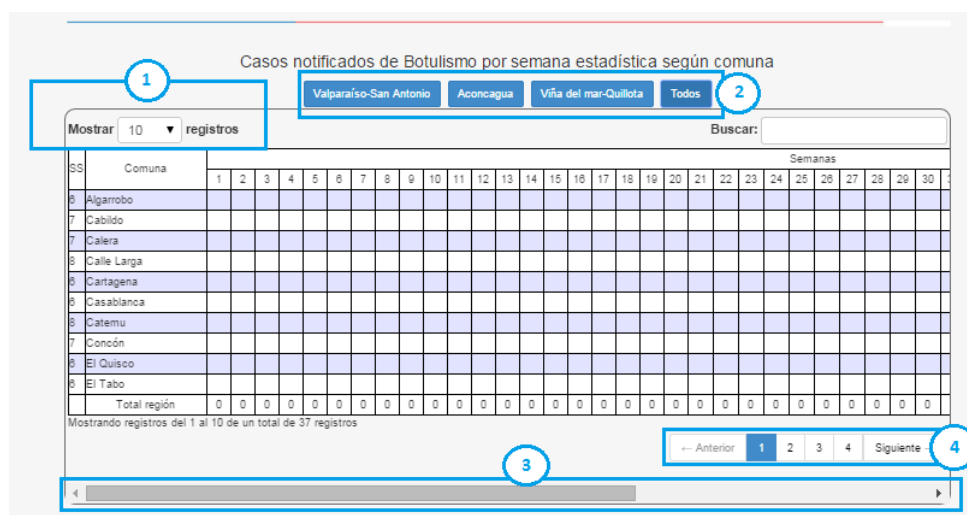 Casos notificados de Botulismo por semana estadística según comuna
1
Valparaíso-San Antonio Aconcagua Viña del mar-Quillota Todos 2
Mostrar 10 registros Buscar:
SS Comuna Semanas
1 2 3 4 5 6 7 8 9 10 11 12 13 14 15 16 17 18 19 20 21 22 23 24 25 26 27 28 29 30
6 Algarrobo
7 Cabildo
7 Calera
8 Calle Larga
6 Cartagena
6 Casablanca
8 Catemu
7 Concón
6 El Quisco
6 El Tabo
Total región 0 0 0 0 0 0 0 0 0 0 0 0 0 0 0 0 0 0 0 0 0 0 0 0 0 0 0 0 0 0
Mostrando registros del 1 al 10 de un total de 37 registros
← Anterior 1 2 3 4 Siguiente 4
3